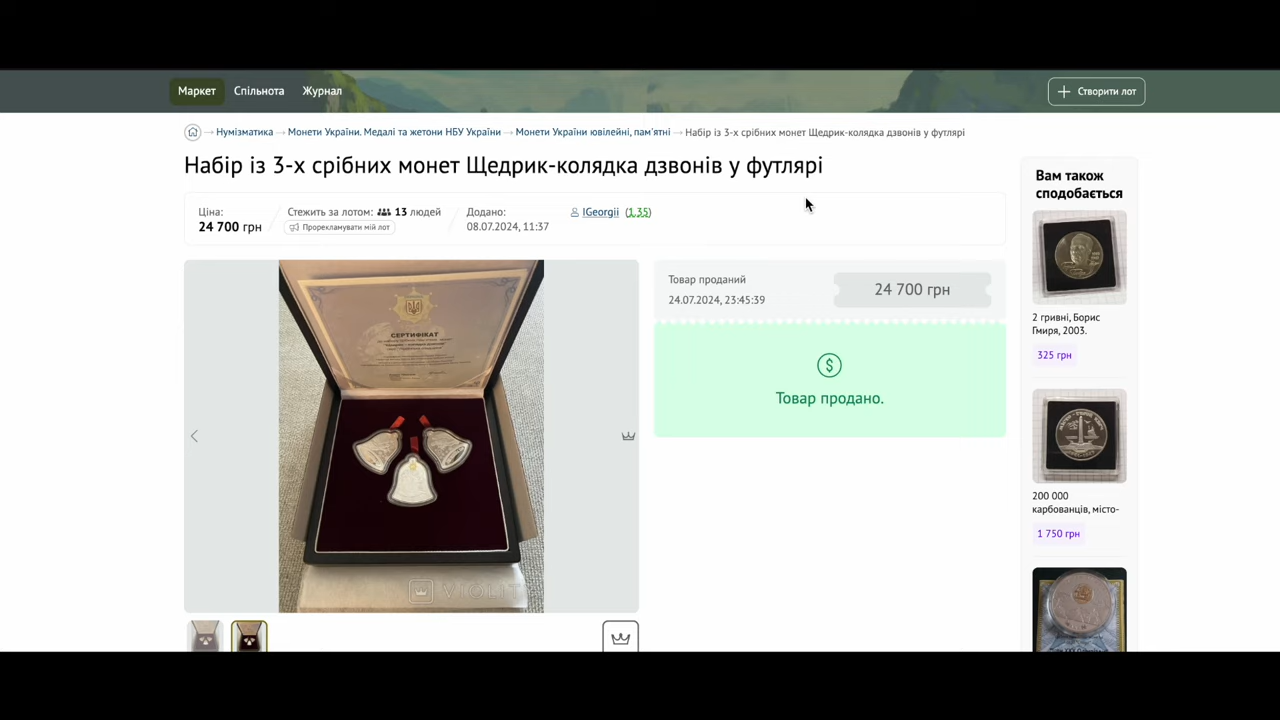 Маркет Спільнота Журнал
Створити лот
Нумізматика → Монети України. Медалі та жетони НБУ України → Монети України ювілейні, пам'ятні → Набір із 3-х срібних монет Щедрик-колядка дзвонів у футлярі
Набір із 3-х срібних монет Щедрик-колядка дзвонів у футлярі
Ціна:
24 700 грн
Стежить за лотом: 13 людей
Прорекламувати мій лот
Додано:
08.07.2024, 11:37
IGeorgii (135)
Товар проданий
24.07.2024, 23:45:39
24 700 грн
Товар продано.
СЕРТИФІКАТ
VIOLIT
Вам також
сподобається
2 гривні, Борис
Гмиря, 2003.
325 грн
200 000
карбованців, місто-
1 750 грн